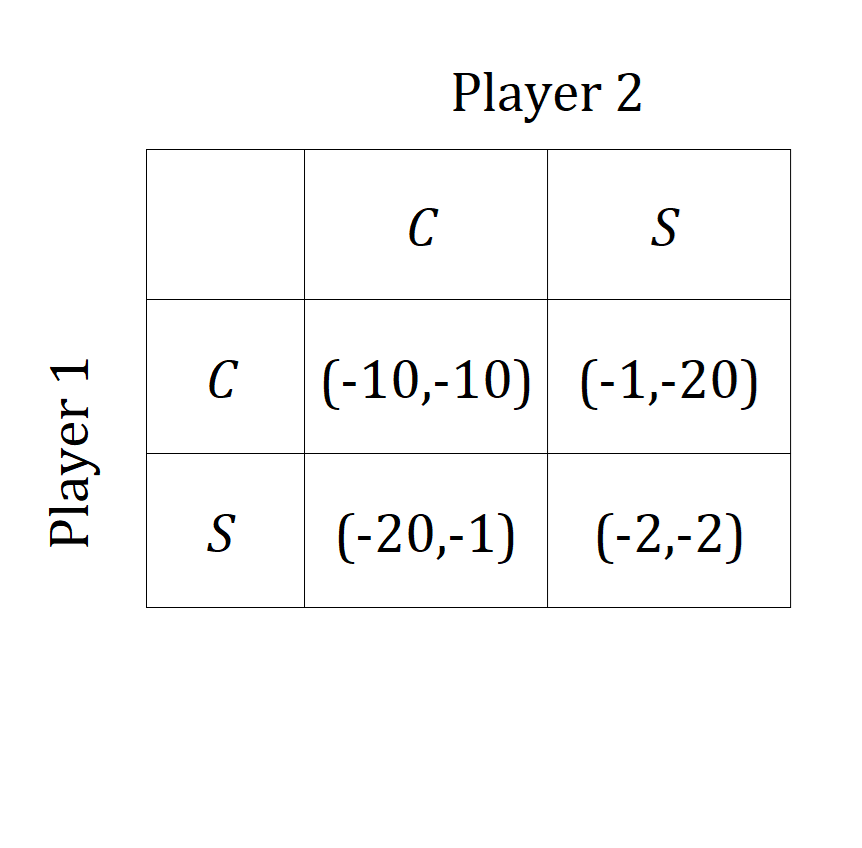 Player 2
C S
Player 1
C (-10,-10) (-1,-20)
S (-20,-1) (-2,-2)